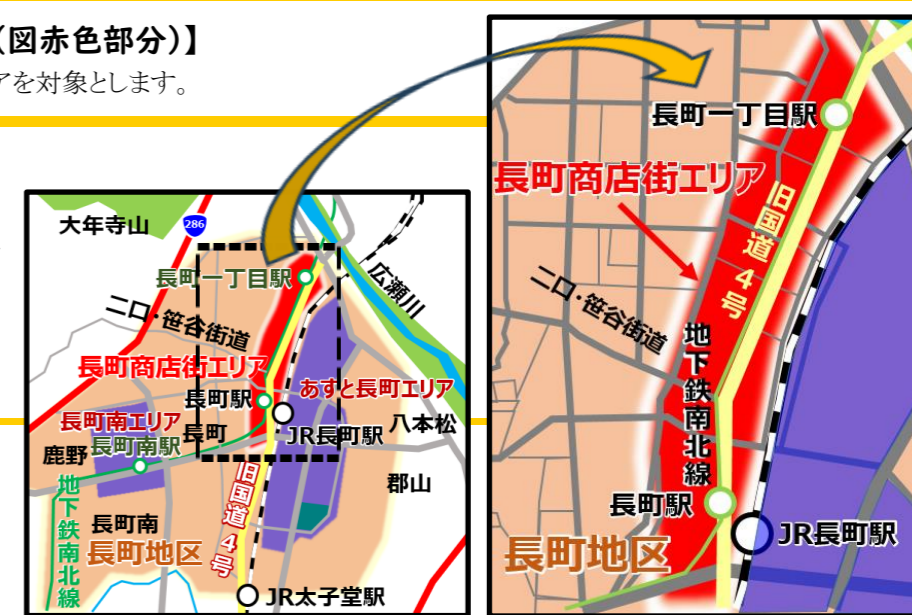 （図赤色部分）】
アを対象とします。
大年寺山
286
長町一丁目駅
広瀬川
二口・笹谷街道
長町商店街エリア
長町駅
あすと長町エリア
長町南エリア
長町
JR長町駅
八本松
鹿野
長町南駅
郡山
地下鉄南北線
旧国道4号
長町南
長町地区
JR太子堂駅
長町一丁目駅
長町商店街エリア
旧国道4号
二口・笹谷街道
地下鉄南北線
長町駅
JR長町駅
長町地区